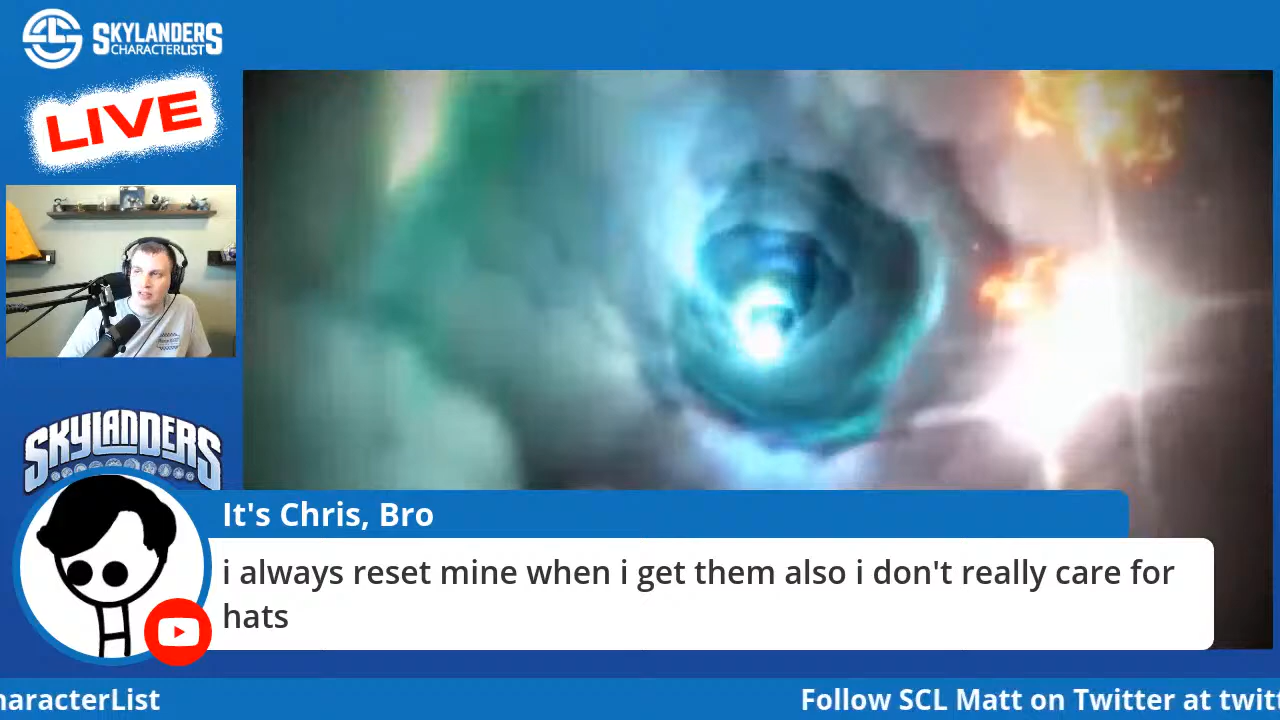 SKYLANDERS
CHARACTERLIST
LIVE
SKYLANDERS
It's Chris, Bro
i always reset mine when i get them also i don't really care for
hats
haracterList
Follow SCL Matt on Twitter at twitt